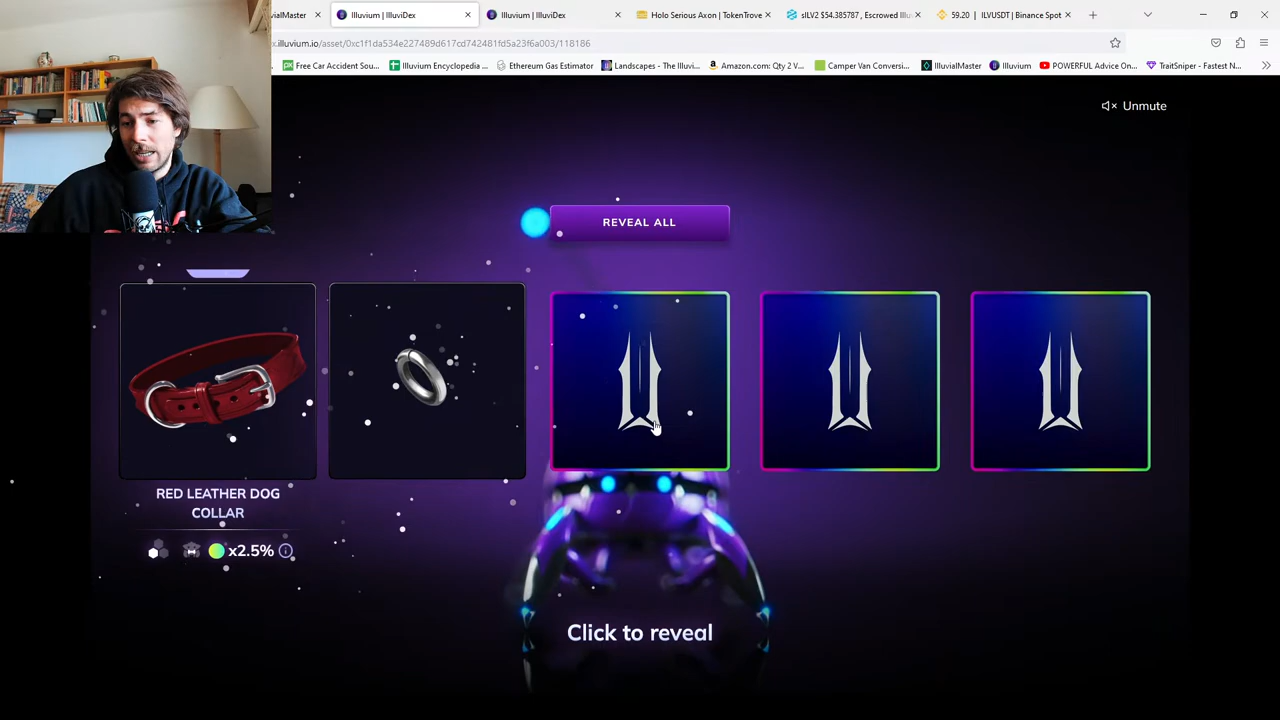 ialMaster × Illuvium | IlluviDex × Illuvium | IlluviDex × Holo Serious Axon | TokenTrove × sILV2 $54.385787 , Escrowed Illu × 59.20 | ILVUSDT | Binance Spot ×
.illuvium.io/asset/0xc1f1da534e227489d617cd742481fd5a23f6a003/118186
Free Car Accident Sou... Illuvium Encyclopedia ... Ethereum Gas Estimator Landscapes - The Illuvi... Amazon.com: Qty 2 V... Camper Van Conversi... IlluvialMaster Illuvium POWERFUL Advice On... TraitSniper - Fastest N...
Unmute
REVEAL ALL
RED LEATHER DOG
COLLAR
x2.5%
Click to reveal